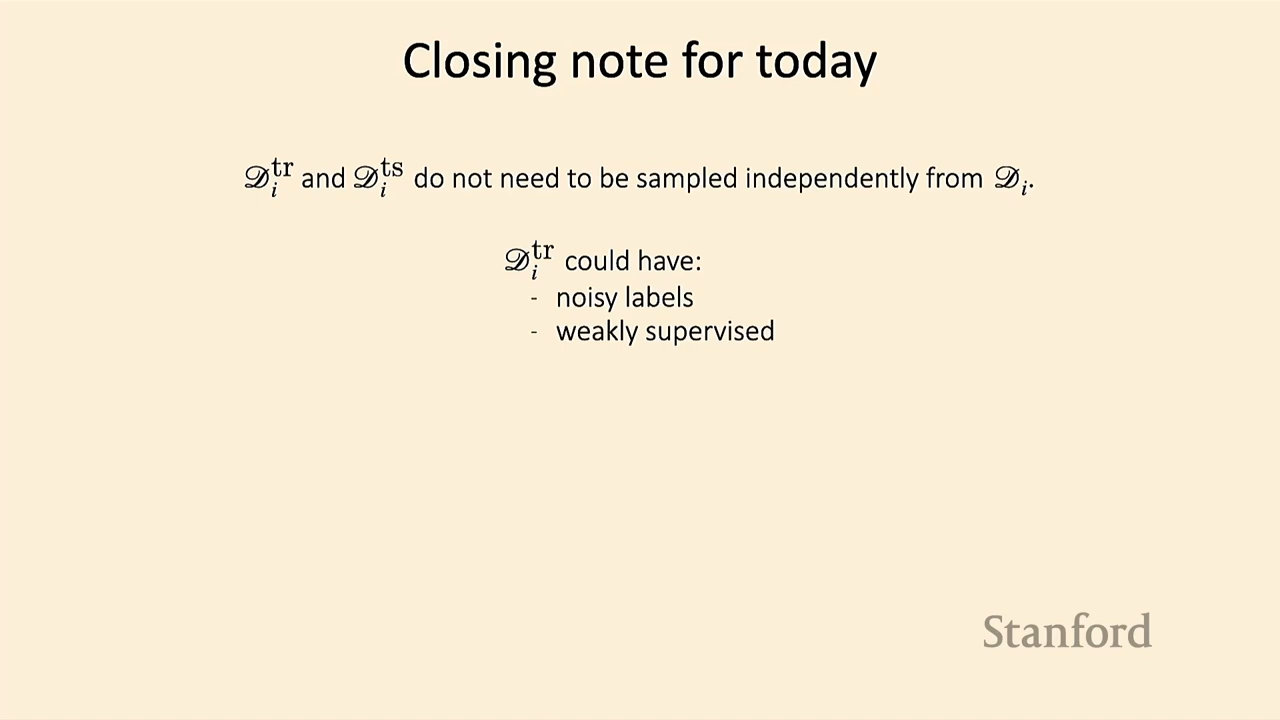 Closing note for today
𝒟ᵢᵗʳ and 𝒟ᵢᵗˢ do not need to be sampled independently from 𝒟ᵢ.
𝒟ᵢᵗʳ could have:
- noisy labels
- weakly supervised
Stanford